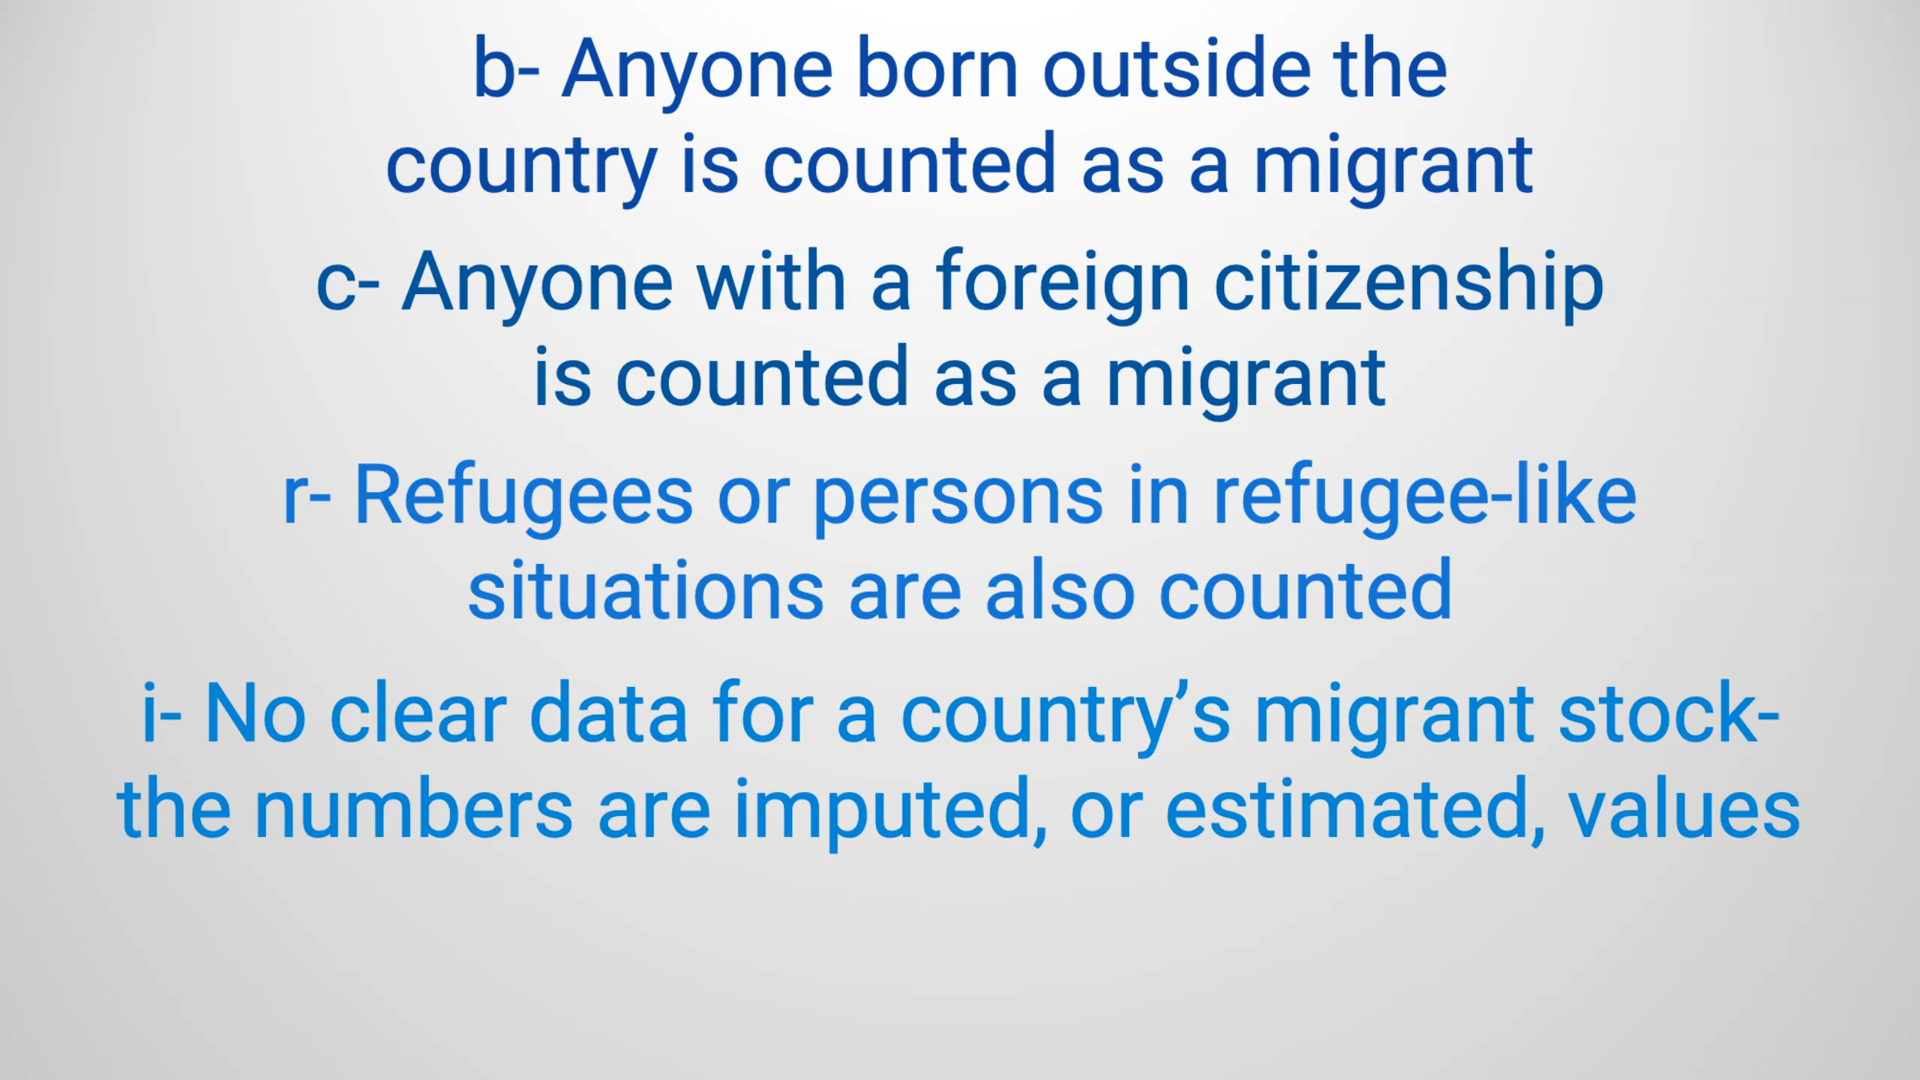 b- Anyone born outside the
country is counted as a migrant
c- Anyone with a foreign citizenship
is counted as a migrant
r- Refugees or persons in refugee-like
situations are also counted
i- No clear data for a country’s migrant stock-
the numbers are imputed, or estimated, values